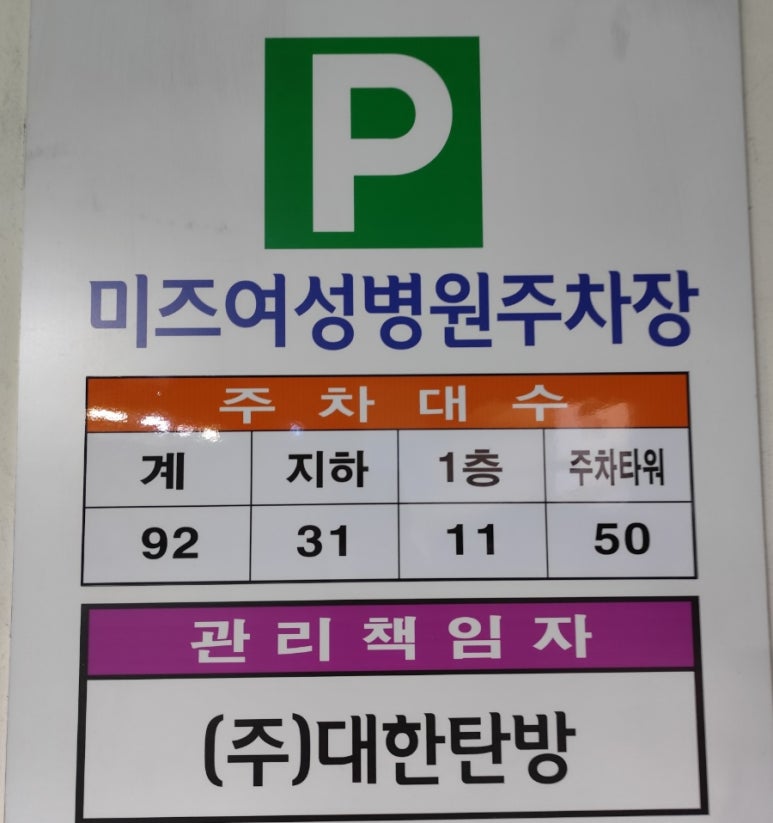 P
미즈여성병원주차장
주 차 대 수
계 지하 1층 주차타워
92 31 11 50
관 리 책 임 자
(주)대한탄방